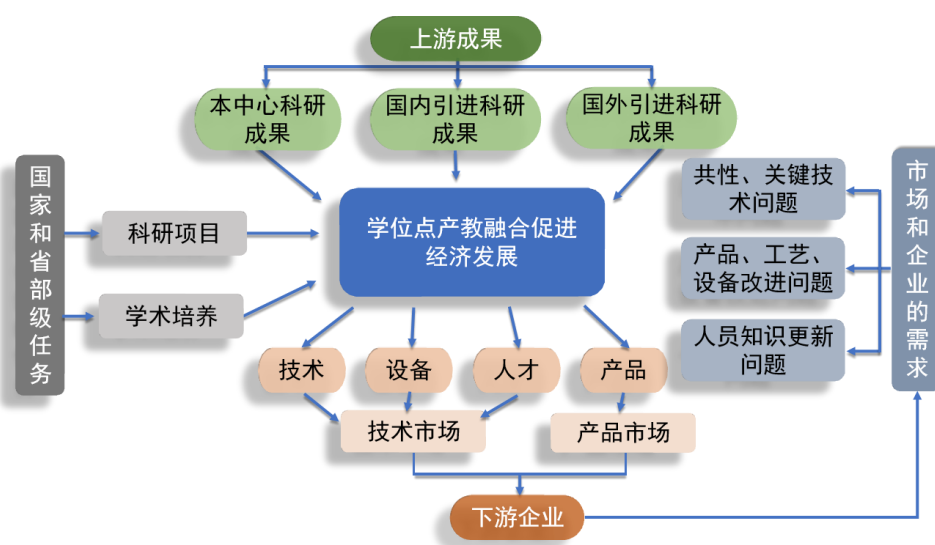 上游成果
本中心科研
成果
国内引进科研
成果
国外引进科研
成果
国家和省部级任务
科研项目
学术培养
学位点产教融合促进
经济发展
共性、关键技
术问题
产品、工艺、
设备改进问题
人员知识更新
问题
市场和企业的需求
技术
设备
人才
产品
技术市场
产品市场
下游企业